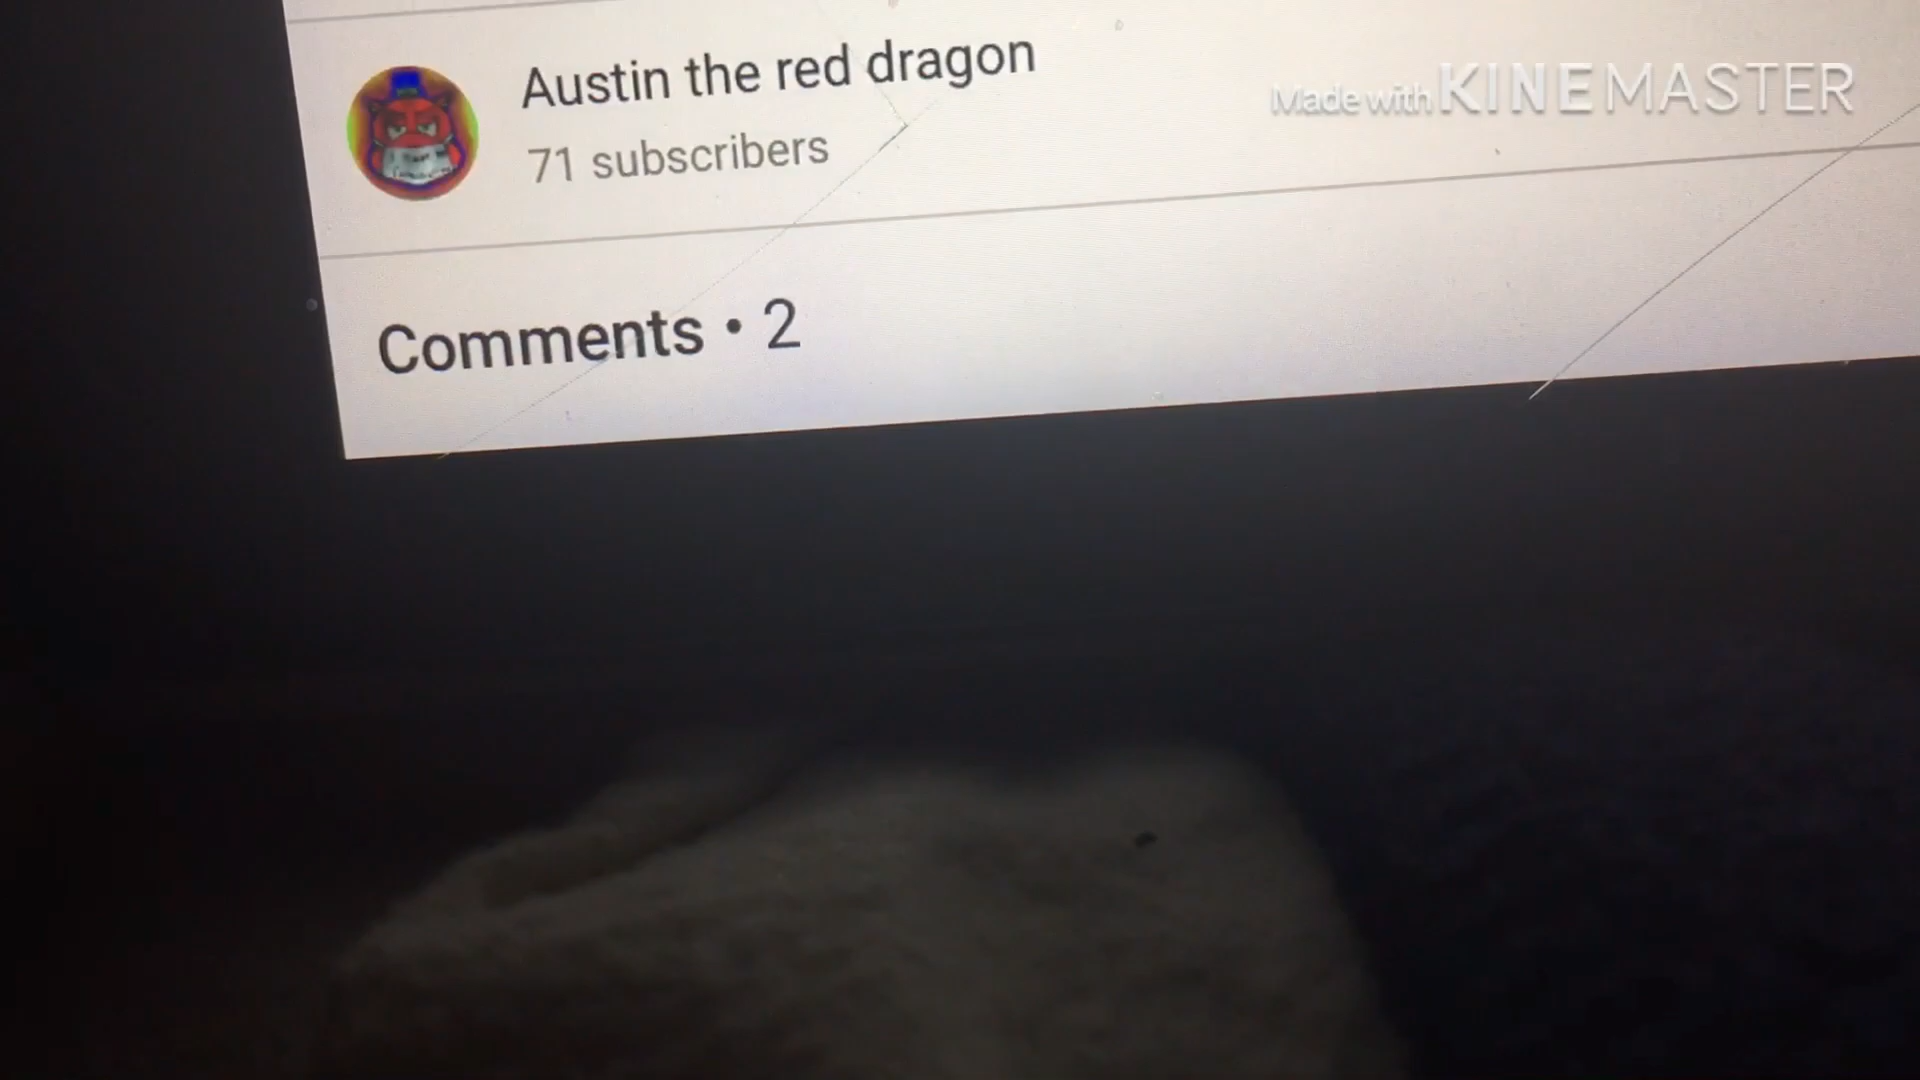 Austin the red dragon
71 subscribers
Made with KINEMASTER
Comments • 2